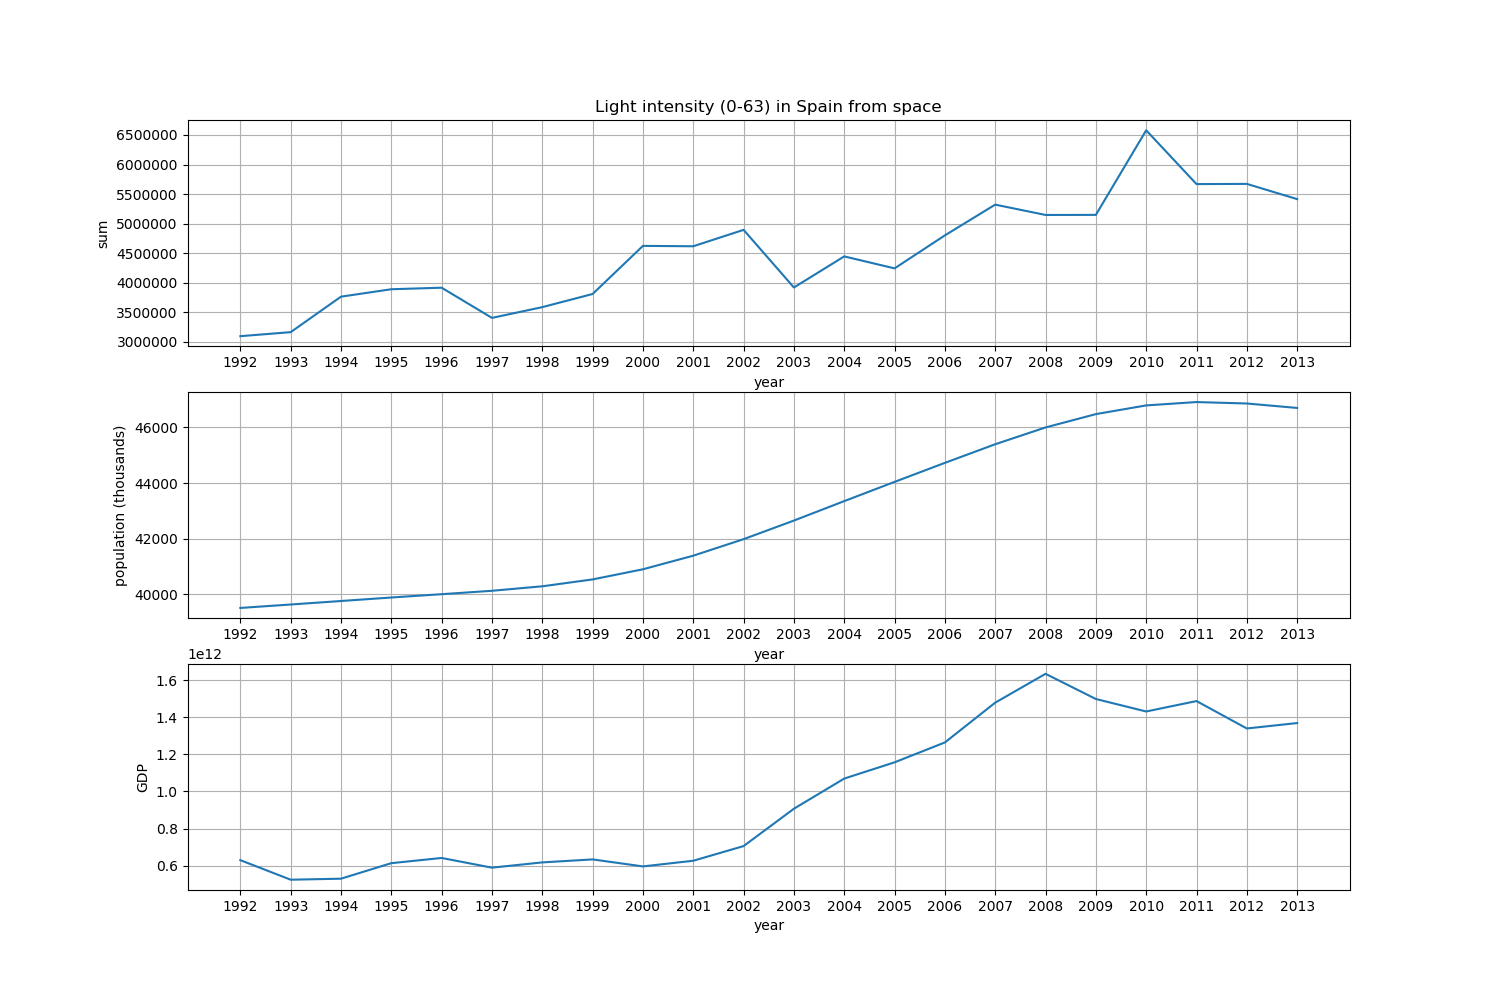 Light intensity (0-63) in Spain from space
6500000
6000000
5500000
5000000
4500000
4000000
3500000
3000000
sum
1992 1993 1994 1995 1996 1997 1998 1999 2000 2001 2002 2003 2004 2005 2006 2007 2008 2009 2010 2011 2012 2013
year
46000
44000
42000
40000
population (thousands)
1992 1993 1994 1995 1996 1997 1998 1999 2000 2001 2002 2003 2004 2005 2006 2007 2008 2009 2010 2011 2012 2013
year
1e12
1.6
1.4
1.2
1.0
0.8
0.6
GDP
1992 1993 1994 1995 1996 1997 1998 1999 2000 2001 2002 2003 2004 2005 2006 2007 2008 2009 2010 2011 2012 2013
year